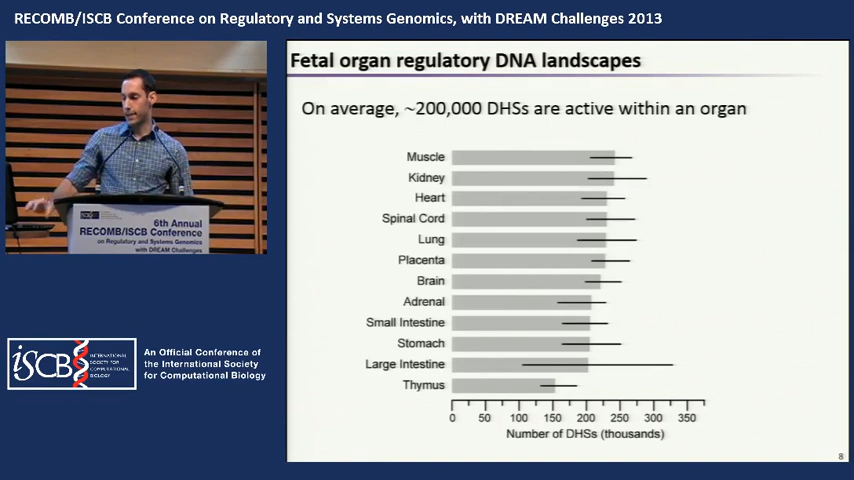 RECOMB/ISCB Conference on Regulatory and Systems Genomics, with DREAM Challenges 2013
6th Annual
RECOMB/ISCB Conference
on Regulatory and Systems Genomics
with DREAM Challenges
iSCB
INTERNATIONAL
SOCIETY FOR
COMPUTATIONAL
BIOLOGY
An Official Conference of
the International Society
for Computational Biology
Fetal organ regulatory DNA landscapes
On average, ~200,000 DHSs are active within an organ
Muscle
Kidney
Heart
Spinal Cord
Lung
Placenta
Brain
Adrenal
Small Intestine
Stomach
Large Intestine
Thymus
0 50 100 150 200 250 300 350
Number of DHSs (thousands)
8